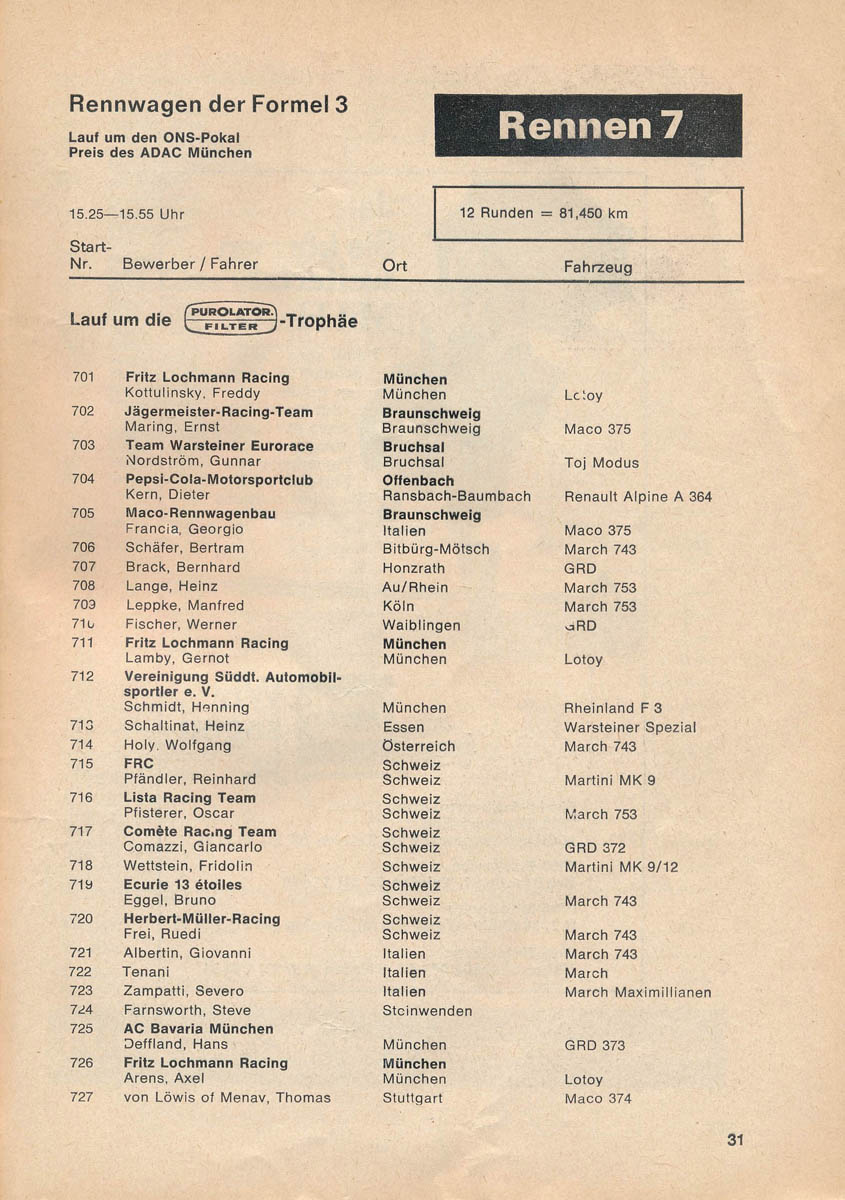 Rennwagen der Formel 3
Rennen 7
Lauf um den ONS-Pokal
Preis des ADAC München
15.25—15.55 Uhr
12 Runden = 81,450 km
Start-
Nr. Bewerber / Fahrer Ort Fahrzeug
Lauf um die PUROLATOR. FILTER -Trophäe
701 Fritz Lochmann Racing München
Kottulinsky, Freddy München Lotoy
702 Jägermeister-Racing-Team Braunschweig
Maring, Ernst Braunschweig Maco 375
703 Team Warsteiner Eurorace Bruchsal
Nordström, Gunnar Bruchsal Toj Modus
704 Pepsi-Cola-Motorsportclub Offenbach
Kern, Dieter Ransbach-Baumbach Renault Alpine A 364
705 Maco-Rennwagenbau Braunschweig
Francia, Georgio Italien Maco 375
706 Schäfer, Bertram Bitbürg-Mötsch March 743
707 Brack, Bernhard Honzrath GRD
708 Lange, Heinz Au/Rhein March 753
709 Leppke, Manfred Köln March 753
710 Fischer, Werner Waiblingen GRD
711 Fritz Lochmann Racing München
Lamby, Gernot München Lotoy
712 Vereinigung Süddt. Automobil-
sportler e. V.
Schmidt, Henning München Rheinland F 3
713 Schaltinat, Heinz Essen Warsteiner Spezial
714 Holy. Wolfgang Österreich March 743
715 FRC Schweiz
Pfändler, Reinhard Schweiz Martini MK 9
716 Lista Racing Team Schweiz
Pfisterer, Oscar Schweiz March 753
717 Comète Racing Team Schweiz
Comazzi, Giancarlo Schweiz GRD 372
718 Wettstein, Fridolin Schweiz Martini MK 9/12
719 Ecurie 13 étoiles Schweiz
Eggel, Bruno Schweiz March 743
720 Herbert-Müller-Racing Schweiz
Frei, Ruedi Schweiz March 743
721 Albertin, Giovanni Italien March 743
722 Tenani Italien March
723 Zampatti, Severo Italien March Maximillianen
724 Farnsworth, Steve Steinwenden
725 AC Bavaria München
Deffland, Hans München GRD 373
726 Fritz Lochmann Racing München
Arens, Axel München Lotoy
727 von Löwis of Menav, Thomas Stuttgart Maco 374
31